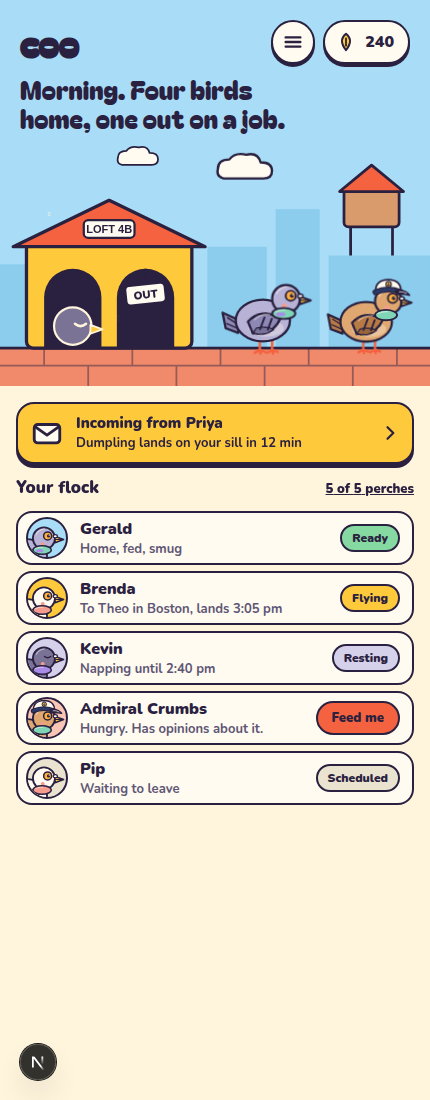 COO
240
Morning. Four birds
home, one out on a job.
LOFT 4B
OUT
Incoming from Priya
Dumpling lands on your sill in 12 min
Your flock
5 of 5 perches
Gerald
Home, fed, smug
Ready
Brenda
To Theo in Boston, lands 3:05 pm
Flying
Kevin
Napping until 2:40 pm
Resting
Admiral Crumbs
Hungry. Has opinions about it.
Feed me
Pip
Waiting to leave
Scheduled
N